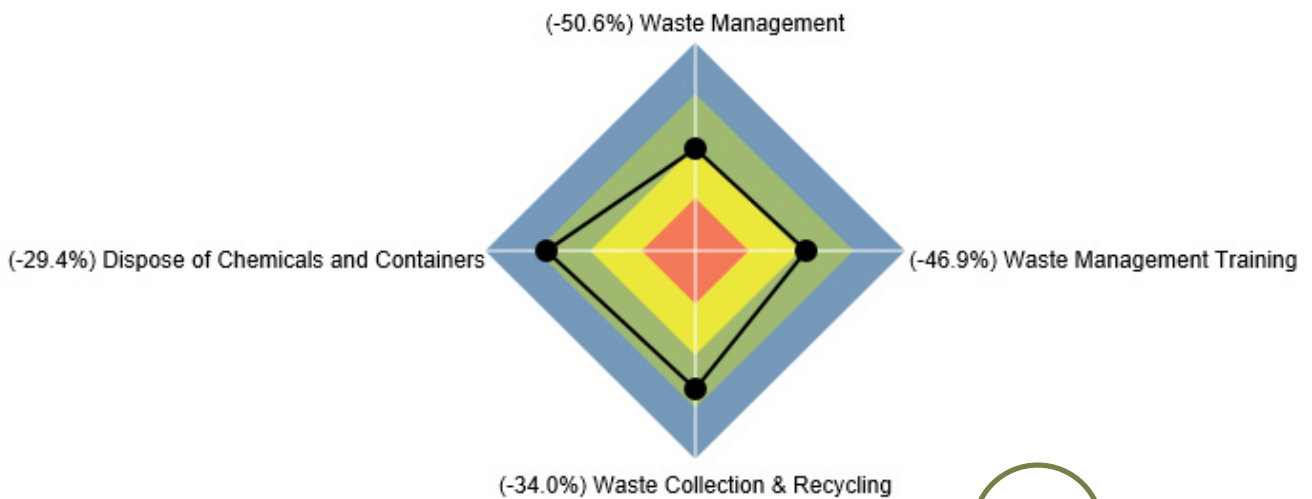 (-50.6%) Waste Management
(-29.4%) Dispose of Chemicals and Containers
(-46.9%) Waste Management Training
(-34.0%) Waste Collection & Recycling